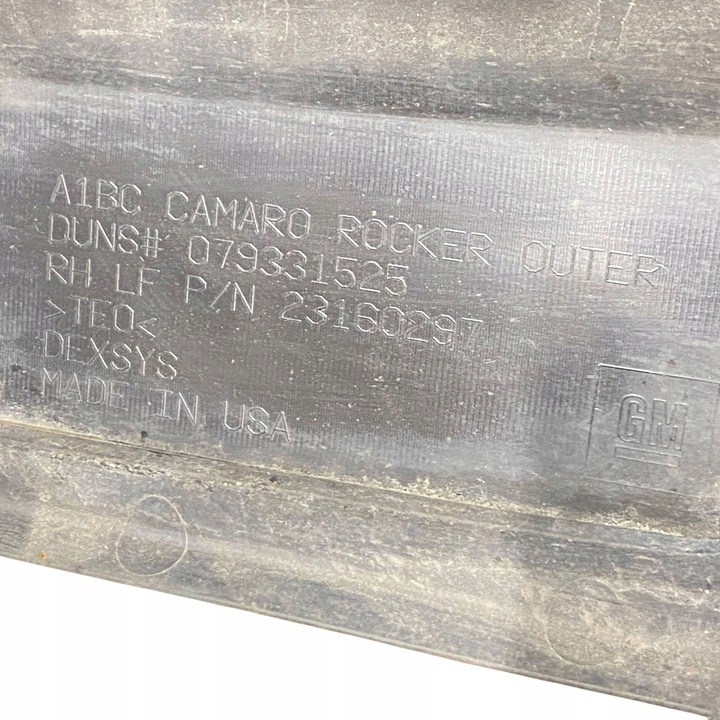 A1BC CAMARO ROCKER OUTER
DUNS# 079331525
RH LF P/N 23160297
>TEO<
DEXSYS
MADE IN USA
GM